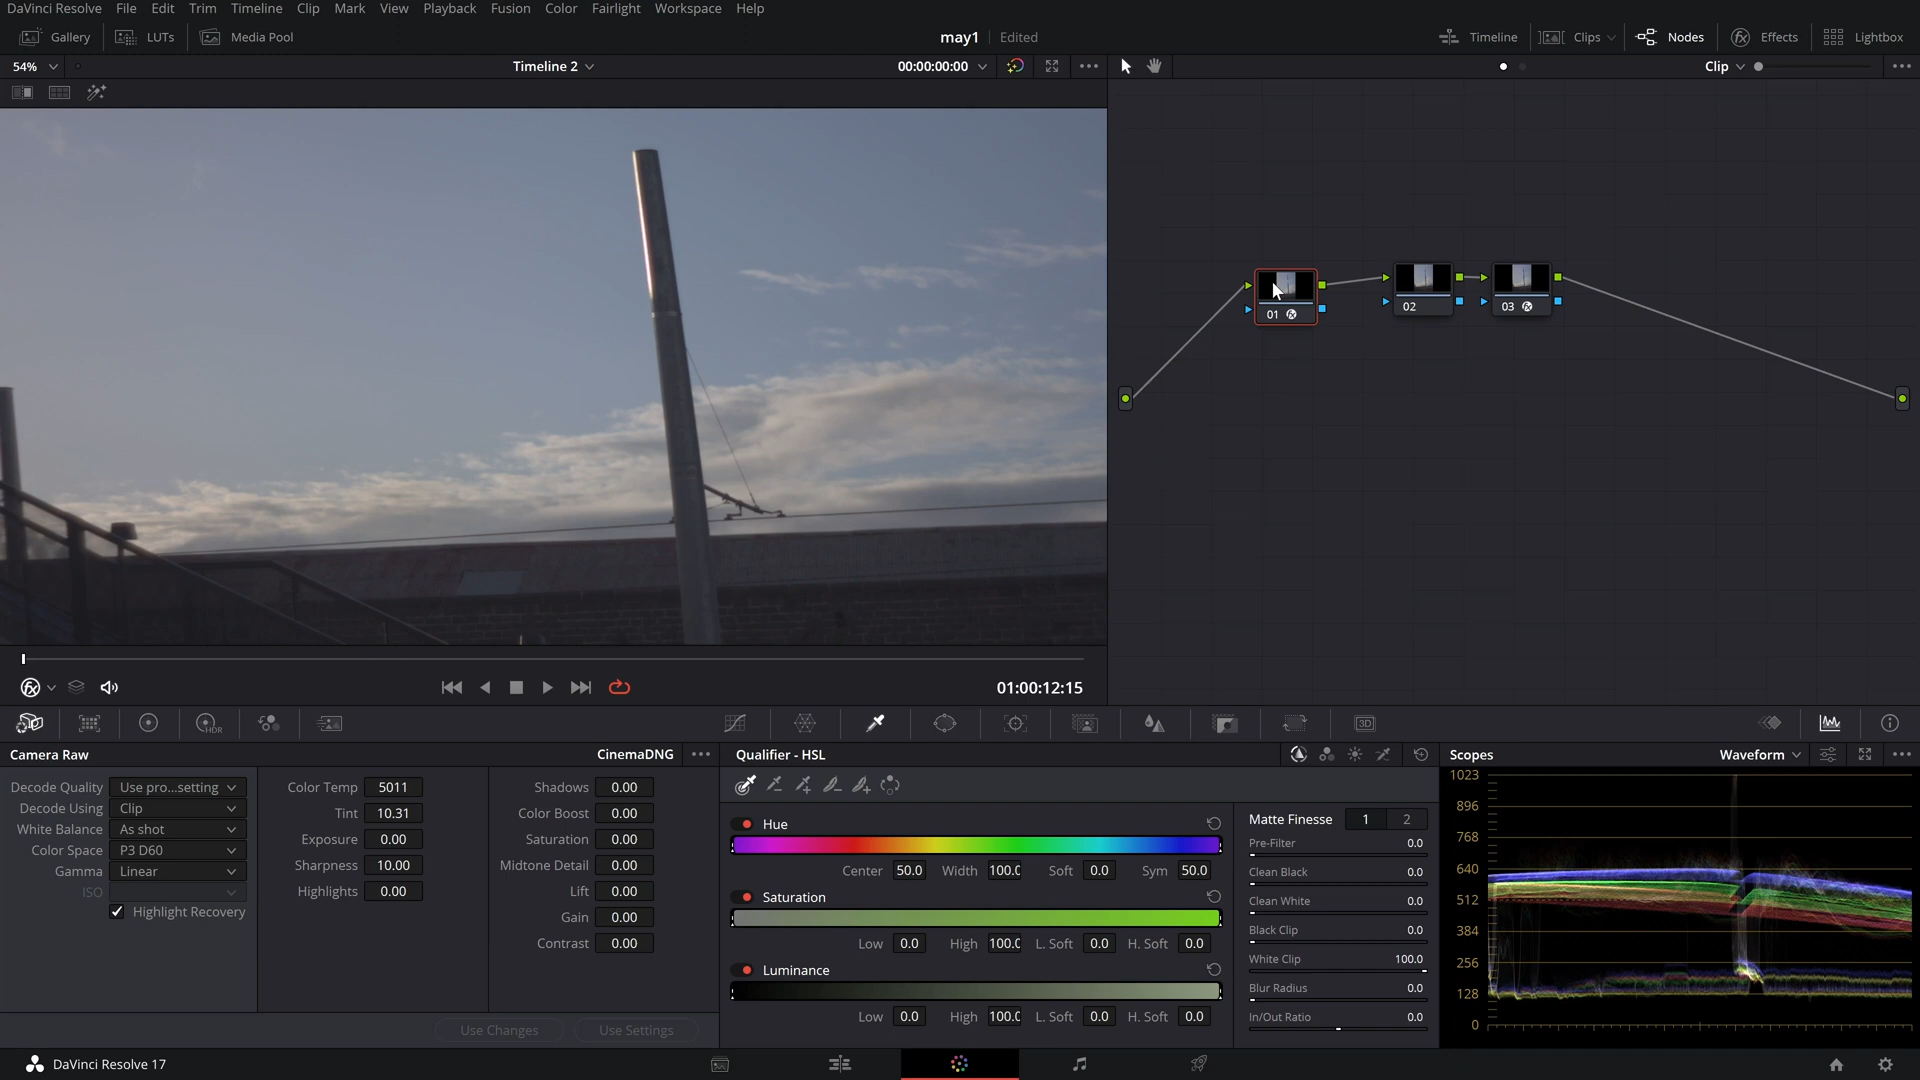 DaVinci Resolve File Edit Trim Timeline Clip Mark View Playback Fusion Color Fairlight Workspace Help
Gallery LUTs Media Pool may1 Edited Timeline Clips Nodes Effects Lightbox
54% Timeline 2 00:00:00:00 Clip
01
02
03
01:00:12:15
HDR
3D
Camera Raw CinemaDNG
Decode Quality Use pro...setting
Decode Using Clip
White Balance As shot
Color Space P3 D60
Gamma Linear
ISO
Highlight Recovery
Color Temp 5011
Tint 10.31
Exposure 0.00
Sharpness 10.00
Highlights 0.00
Shadows 0.00
Color Boost 0.00
Saturation 0.00
Midtone Detail 0.00
Lift 0.00
Gain 0.00
Contrast 0.00
Use Changes Use Settings
Qualifier - HSL
Hue
Center 50.0 Width 100.0 Soft 0.0 Sym 50.0
Saturation
Low 0.0 High 100.0 L. Soft 0.0 H. Soft 0.0
Luminance
Low 0.0 High 100.0 L. Soft 0.0 H. Soft 0.0
Matte Finesse 1 2
Pre-Filter 0.0
Clean Black 0.0
Clean White 0.0
Black Clip 0.0
White Clip 100.0
Blur Radius 0.0
In/Out Ratio 0.0
Scopes Waveform
1023
896
768
640
512
384
256
128
0
DaVinci Resolve 17